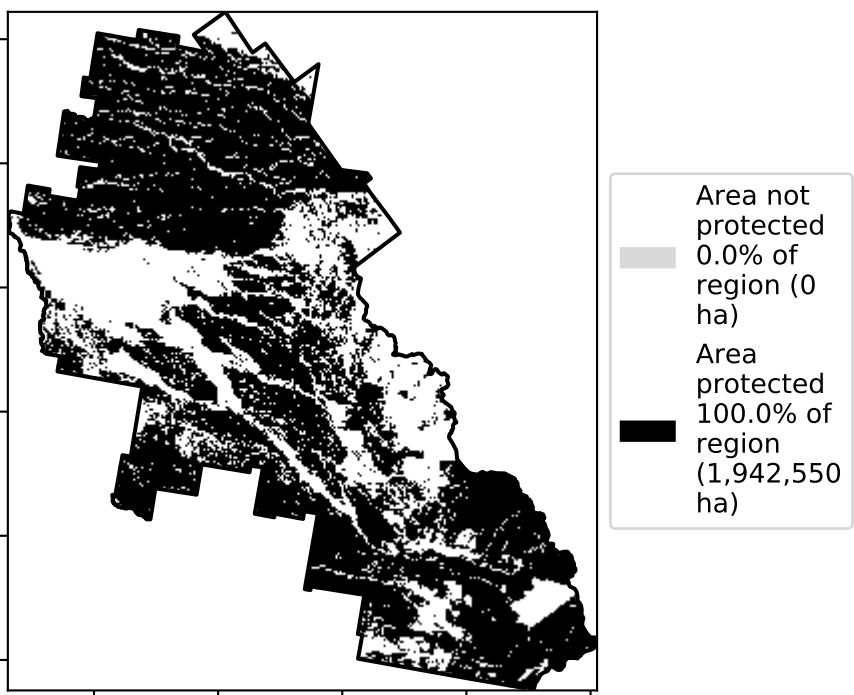 Area not
protected
0.0% of
region (0
ha)
Area
protected
100.0% of
region
(1,942,550
ha)